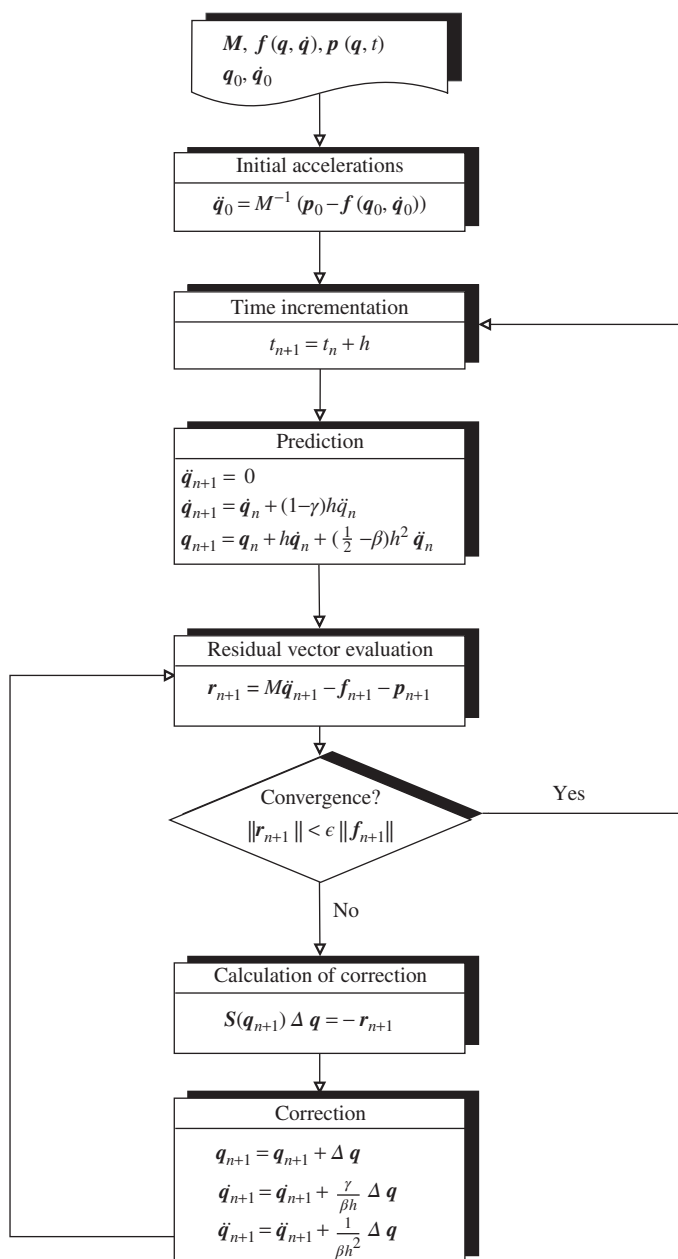 M, f (q, q̇), p (q, t)
q₀, q̇₀
Initial accelerations
q̈₀ = M⁻¹ (p₀ – f (q₀, q̇₀))
Time incrementation
tₙ₊₁ = tₙ + h
Prediction
q̈ₙ₊₁ = 0
q̇ₙ₊₁ = q̇ₙ + (1–γ)hq̈ₙ
qₙ₊₁ = qₙ + hq̇ₙ + (1/2 –β)h² q̈ₙ
Residual vector evaluation
rₙ₊₁ = Mq̈ₙ₊₁ – fₙ₊₁ – pₙ₊₁
Convergence?
||rₙ₊₁ || < ϵ ||fₙ₊₁||
Yes
No
Calculation of correction
S(qₙ₊₁) Δ q = – rₙ₊₁
Correction
qₙ₊₁ = qₙ₊₁ + Δ q
q̇ₙ₊₁ = q̇ₙ₊₁ + γ/βh Δ q
q̈ₙ₊₁ = q̈ₙ₊₁ + 1/βh² Δ q